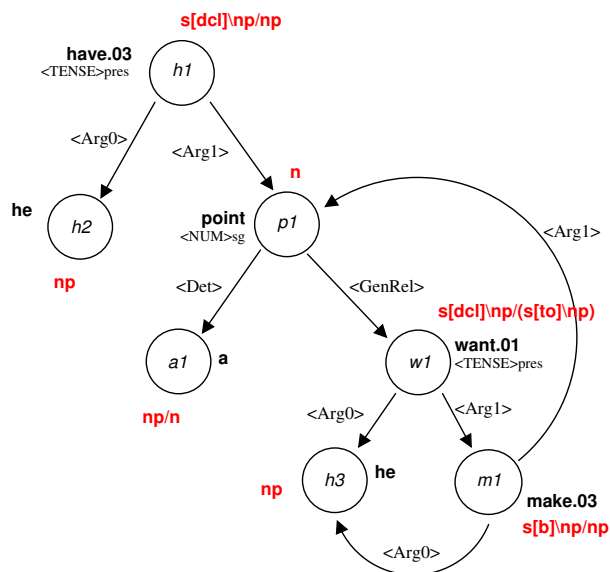 s[dcl]\np/np
have.03
<TENSE>pres
h1
<Arg0>
<Arg1>
n
he
h2
point
<NUM>sg
p1
<Arg1>
np
<Det>
<GenRel>
s[dcl]\np/(s[to]\np)
a1
a
w1
want.01
<TENSE>pres
np/n
<Arg0>
<Arg1>
np
h3
he
m1
make.03
s[b]\np/np
<Arg0>